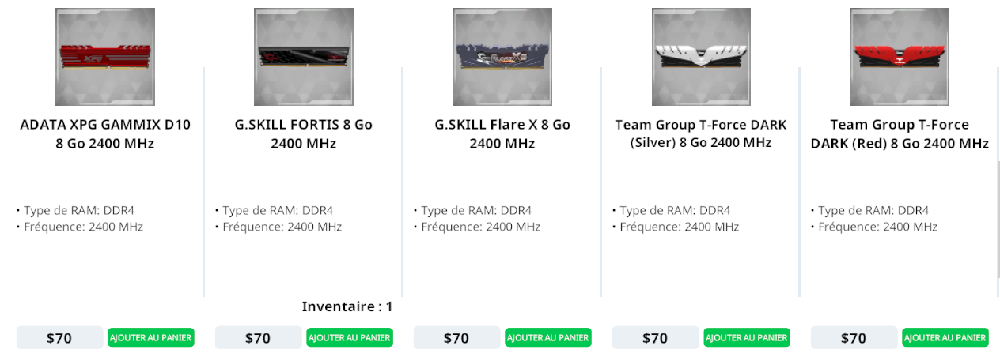 ADATA XPG GAMMIX D10
8 Go 2400 MHz
• Type de RAM: DDR4
• Fréquence: 2400 MHz
$70
AJOUTER AU PANIER
G.SKILL FORTIS 8 Go
2400 MHz
• Type de RAM: DDR4
• Fréquence: 2400 MHz
Inventaire : 1
$70
AJOUTER AU PANIER
G.SKILL Flare X 8 Go
2400 MHz
• Type de RAM: DDR4
• Fréquence: 2400 MHz
$70
AJOUTER AU PANIER
Team Group T-Force DARK
(Silver) 8 Go 2400 MHz
• Type de RAM: DDR4
• Fréquence: 2400 MHz
$70
AJOUTER AU PANIER
Team Group T-Force
DARK (Red) 8 Go 2400 MHz
• Type de RAM: DDR4
• Fréquence: 2400 MHz
$70
AJOUTER AU PANIER